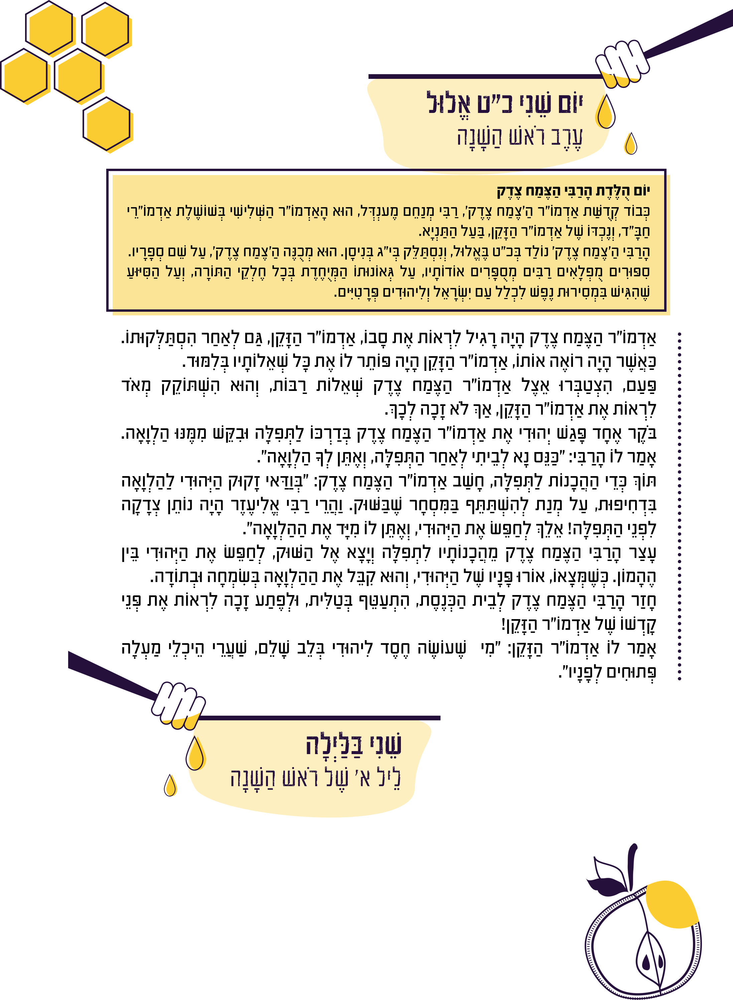 יוֹם שֵׁנִי כ"ט אֱלוּל
עֶרֶב רֹאשׁ הַשָּׁנָה
יוֹם הֻלֶּדֶת הָרַבִּי הַצֶּמַח צֶדֶק
כְּבוֹד קְדֻשַּׁת אַדְמוֹ"ר הַ'צֶמַח צֶדֶק', רַבִּי מְנַחֵם מֶענְדְּל, הוּא הָאַדְמוֹ"ר הַשְּׁלִישִׁי בְּשׁוֹשֶׁלֶת אַדְמוֹ"רֵי
חַבָּ"ד, וְנֶכְדּוֹ שֶׁל אַדְמוֹ"ר הַזָּקֵן, בַּעַל הַתַּנְיָא.
הָרַבִּי הַ'צֶמַח צֶדֶק' נוֹלַד בְּכ"ט בֶּאֱלוּל, וְנִסְתַּלֵּק בְּי"ג בְּנִיסָן. הוּא מְכֻנֶּה הַ'צֶמַח צֶדֶק', עַל שֵׁם סְפָרָיו.
סִפּוּרִים מֻפְלָאִים רַבִּים מְסֻפָּרִים אוֹדוֹתָיו, עַל גְּאוֹנוּתוֹ הַמְּיֻחֶדֶת בְּכָל חֶלְקֵי הַתּוֹרָה, וְעַל הַסִּיּוּעַ
שֶׁהִגִּישׁ בִּמְסִירוּת נֶפֶשׁ לִכְלַל עַם יִשְׂרָאֵל וְלִיהוּדִים פְּרָטִיִּים.
אַדְמוֹ"ר הַצֶּמַח צֶדֶק הָיָה רָגִיל לִרְאוֹת אֶת סָבוֹ, אַדְמוֹ"ר הַזָּקֵן, גַּם לְאַחַר הִסְתַּלְּקוּתוֹ.
כַּאֲשֶׁר הָיָה רוֹאֶה אוֹתוֹ, אַדְמוֹ"ר הַזָּקֵן הָיָה פּוֹתֵר לוֹ אֶת כָּל שְׁאֵלוֹתָיו בְּלִמּוּד.
פַּעַם, הִצְטַבְּרוּ אֵצֶל אַדְמוֹ"ר הַצֶּמַח צֶדֶק שְׁאֵלוֹת רַבּוֹת, וְהוּא הִשְׁתּוֹקֵק מְאֹד
לִרְאוֹת אֶת אַדְמוֹ"ר הַזָּקֵן, אַךְ לֹא זָכָה לְכָךְ.
בֹּקֶר אֶחָד פָּגַשׁ יְהוּדִי אֶת אַדְמוֹ"ר הַצֶּמַח צֶדֶק בְּדַרְכּוֹ לַתְּפִלָּה וּבִקֵּשׁ מִמֶּנּוּ הַלְוָאָה.
אָמַר לוֹ הָרַבִּי: "כַּנֵּס נָא לְבֵיתִי לְאַחַר הַתְּפִלָּה, וְאֶתֵּן לְךָ הַלְוָאָה".
תּוֹךְ כְּדֵי הַהֲכָנוֹת לַתְּפִלָּה, חָשַׁב אַדְמוֹ"ר הַצֶּמַח צֶדֶק: "בְּוַדַּאי זָקוּק הַיְּהוּדִי לַהַלְוָאָה
בִּדְחִיפוּת, עַל מְנַת לְהִשְׁתַּתֵּף בַּמִּסְחָר שֶׁבַּשּׁוּק. וַהֲרֵי רַבִּי אֱלִיעֶזֶר הָיָה נוֹתֵן צְדָקָה
לִפְנֵי הַתְּפִלָּה! אֵלֵךְ לְחַפֵּשׂ אֶת הַיְּהוּדִי, וְאֶתֵּן לוֹ מִיָּד אֶת הַהַלְוָאָה".
עָצַר הָרַבִּי הַצֶּמַח צֶדֶק מֵהֲכָנוֹתָיו לִתְפִלָּה וְיָצָא אֶל הַשּׁוּק, לְחַפֵּשׂ אֶת הַיְּהוּדִי בֵּין
הֶהָמוֹן. כְּשֶׁמְּצָאוֹ, אוֹרוּ פָּנָיו שֶׁל הַיְּהוּדִי, וְהוּא קִבֵּל אֶת הַהַלְוָאָה בְּשִׂמְחָה וּבְתוֹדָה.
חָזַר הָרַבִּי הַצֶּמַח צֶדֶק לְבֵית הַכְּנֶסֶת, הִתְעַטֵּף בְּטַלִּית, וּלְפֶתַע זָכָה לִרְאוֹת אֶת פְּנֵי
קָדְשׁוֹ שֶׁל אַדְמוֹ"ר הַזָּקֵן!
אָמַר לוֹ אַדְמוֹ"ר הַזָּקֵן: "מִי שֶׁעוֹשֶׂה חֶסֶד לִיהוּדִי בְּלֵב שָׁלֵם, שַׁעֲרֵי הֵיכְלֵי מַעְלָה
פְּתוּחִים לְפָנָיו".
שֵׁנִי בַּלַּיְלָה
לֵיל א' שֶׁל רֹאשׁ הַשָּׁנָה